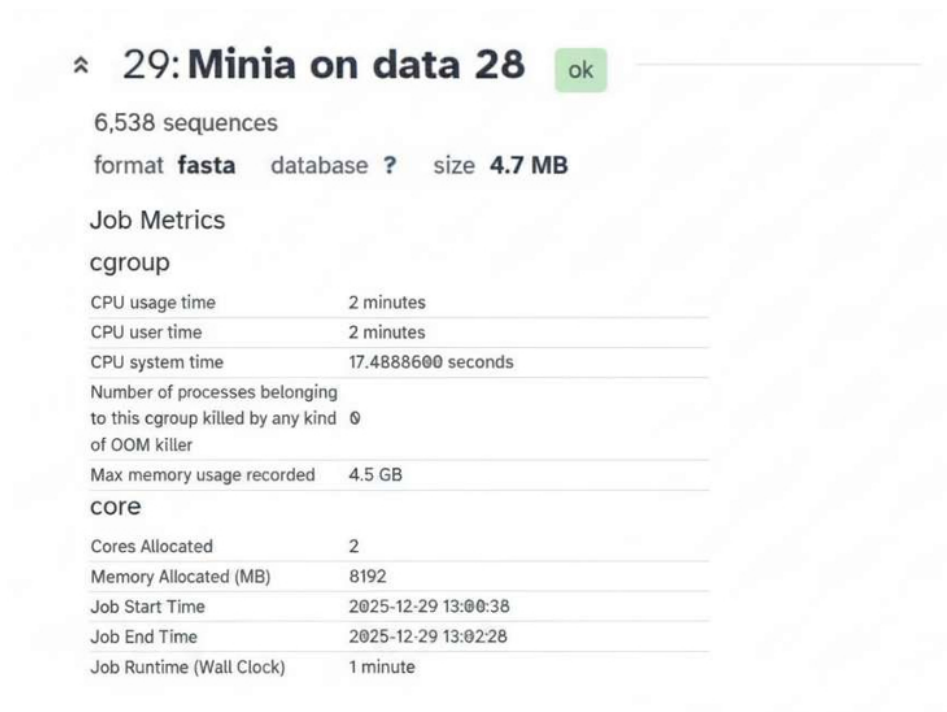 29: Minia on data 28 ok
6,538 sequences
format fasta database ? size 4.7 MB
Job Metrics
cgroup
CPU usage time 2 minutes
CPU user time 2 minutes
CPU system time 17.4888600 seconds
Number of processes belonging
to this cgroup killed by any kind 0
of OOM killer
Max memory usage recorded 4.5 GB
core
Cores Allocated 2
Memory Allocated (MB) 8192
Job Start Time 2025-12-29 13:00:38
Job End Time 2025-12-29 13:02:28
Job Runtime (Wall Clock) 1 minute